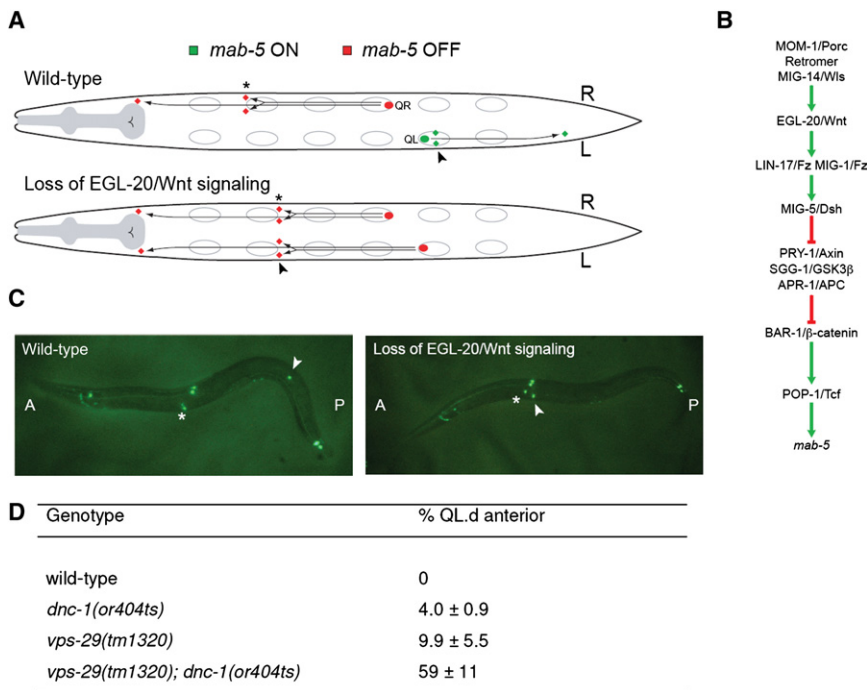 A
mab-5 ON
mab-5 OFF
Wild-type
*
R
QR
QL
L
Loss of EGL-20/Wnt signaling
*
R
L
B
MOM-1/Porc
Retromer
MIG-14/Wls
EGL-20/Wnt
LIN-17/Fz MIG-1/Fz
MIG-5/Dsh
PRY-1/Axin
SGG-1/GSK3β
APR-1/APC
BAR-1/β-catenin
POP-1/Tcf
mab-5
C
Wild-type
A
*
P
Loss of EGL-20/Wnt signaling
A
*
P
D
Genotype % QL.d anterior
wild-type 0
dnc-1(or404ts) 4.0 ± 0.9
vps-29(tm1320) 9.9 ± 5.5
vps-29(tm1320); dnc-1(or404ts) 59 ± 11